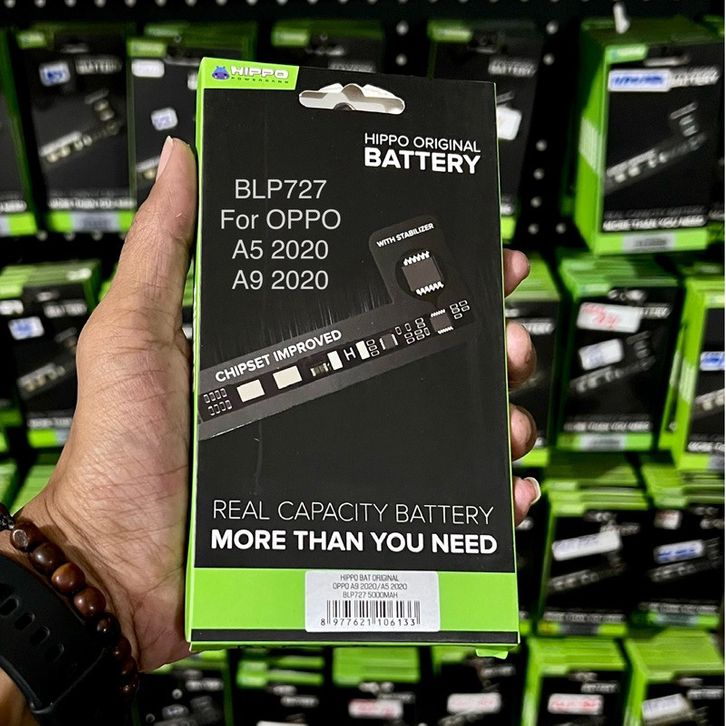 HIPPO
HIPPO ORIGINAL
BATTERY
BLP727
For OPPO
A5 2020
A9 2020
WITH STABILIZER
CHIPSET IMPROVED
REAL CAPACITY BATTERY
MORE THAN YOU NEED
HIPPO BAT ORIGINAL
OPPO A9 2020/A5 2020
BLP727 5000MAH
8 977621 106133
BATTERY